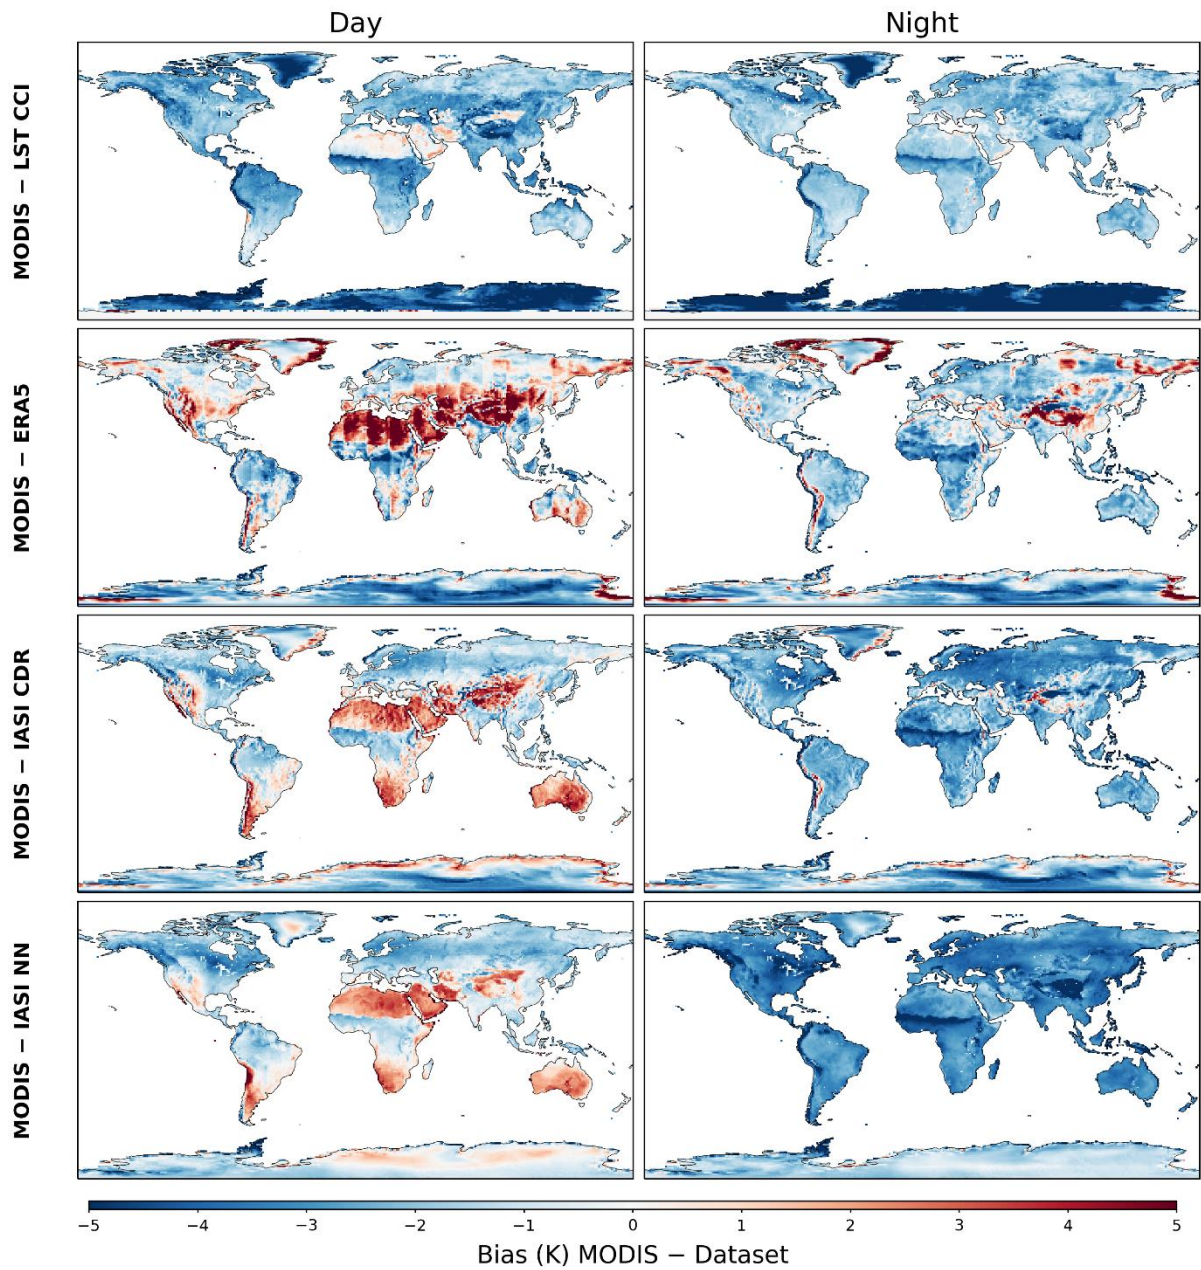 Day Night
MODIS − LST CCI
MODIS − ERA5
MODIS − IASI CDR
MODIS − IASI NN
−5 −4 −3 −2 −1 0 1 2 3 4 5
Bias (K) MODIS − Dataset